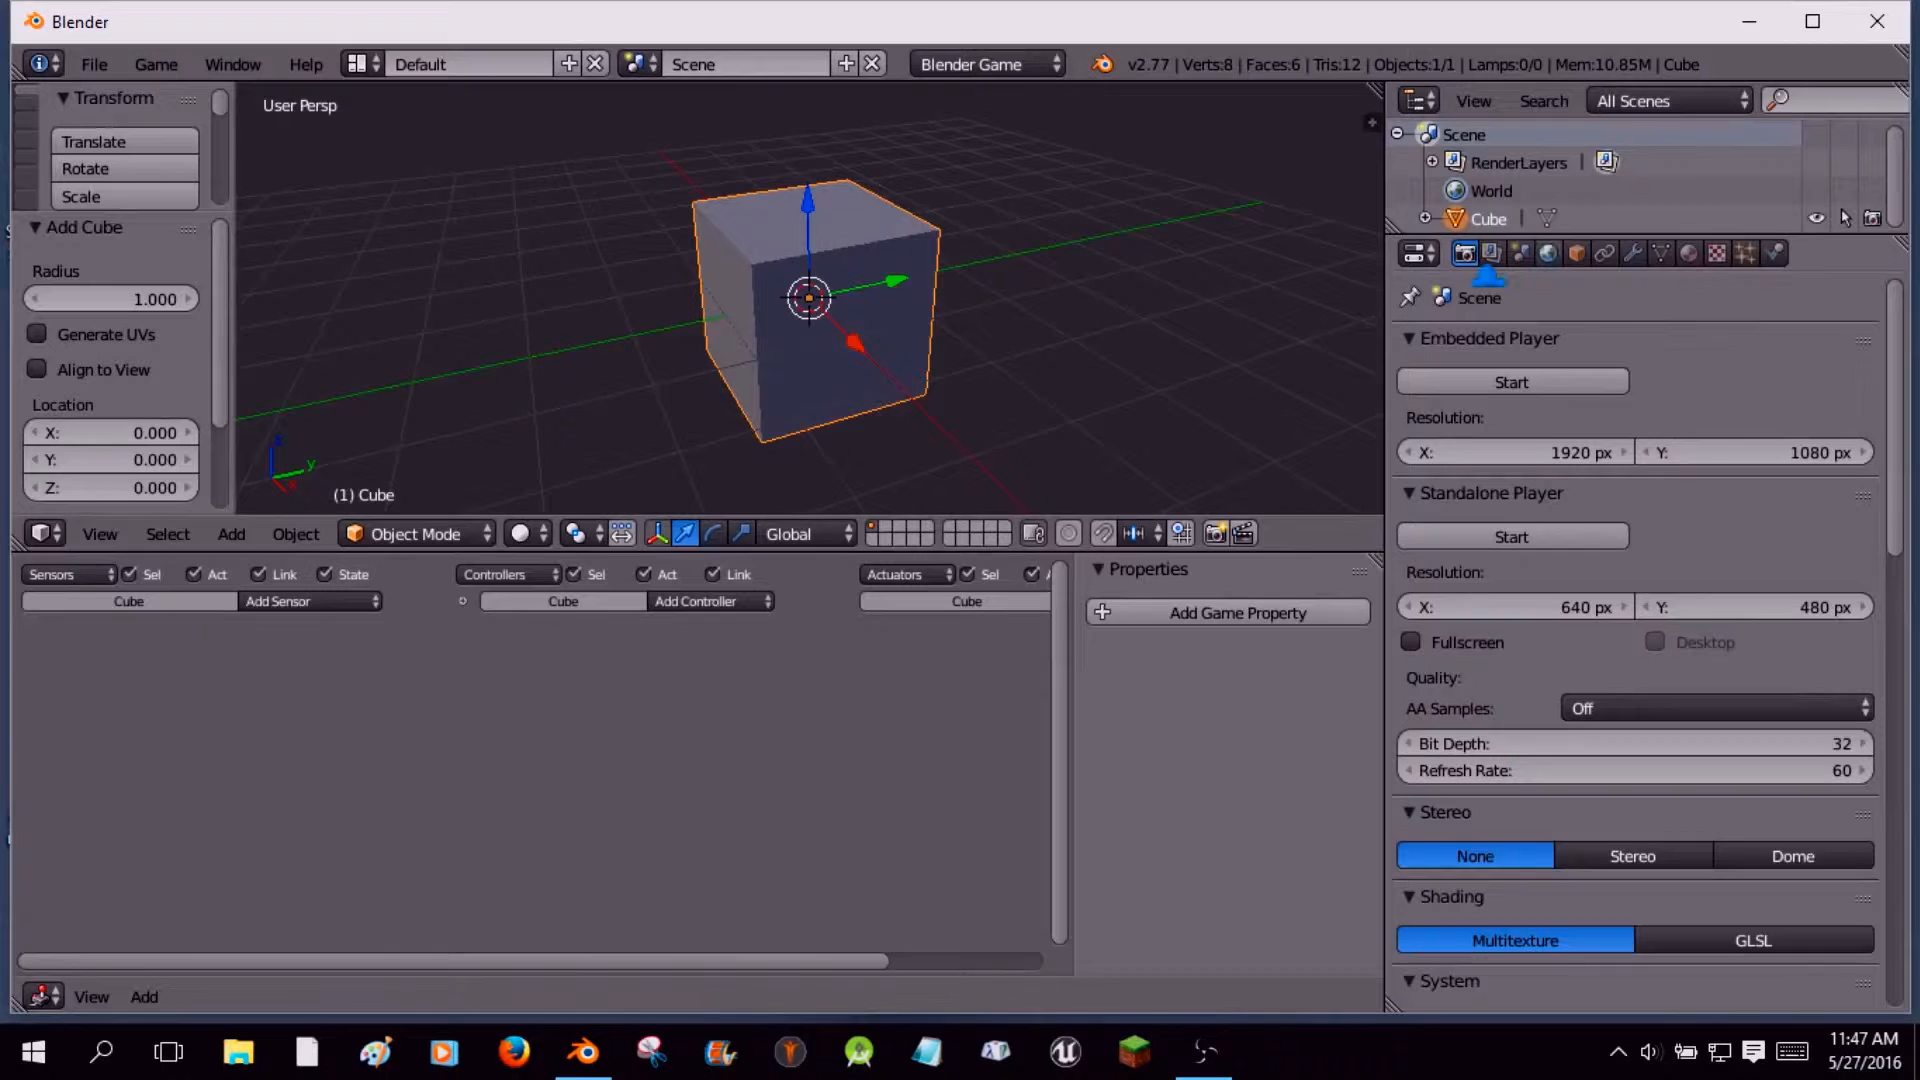 Blender
File Game Window Help Default Scene Blender Game v2.77 | Verts:8 | Faces:6 | Tris:12 | Objects:1/1 | Lamps:0/0 | Mem:10.85M | Cube
Transform
Translate
Rotate
Scale
Add Cube
Radius
1.000
Generate UVs
Align to View
Location
X: 0.000
Y: 0.000
Z: 0.000
User Persp
y
(1) Cube
View Select Add Object Object Mode Global
Sensors Sel Act Link State Controllers Sel Act Link Actuators Sel
Cube Add Sensor Cube Add Controller Cube
Properties
Add Game Property
View Add
View Search All Scenes
Scene
RenderLayers |
World
Cube |
Scene
Embedded Player
Start
Resolution:
X: 1920 px Y: 1080 px
Standalone Player
Start
Resolution:
X: 640 px Y: 480 px
Fullscreen Desktop
Quality:
AA Samples: Off
Bit Depth: 32
Refresh Rate: 60
Stereo
None Stereo Dome
Shading
Multitexture GLSL
System
11:47 AM
5/27/2016